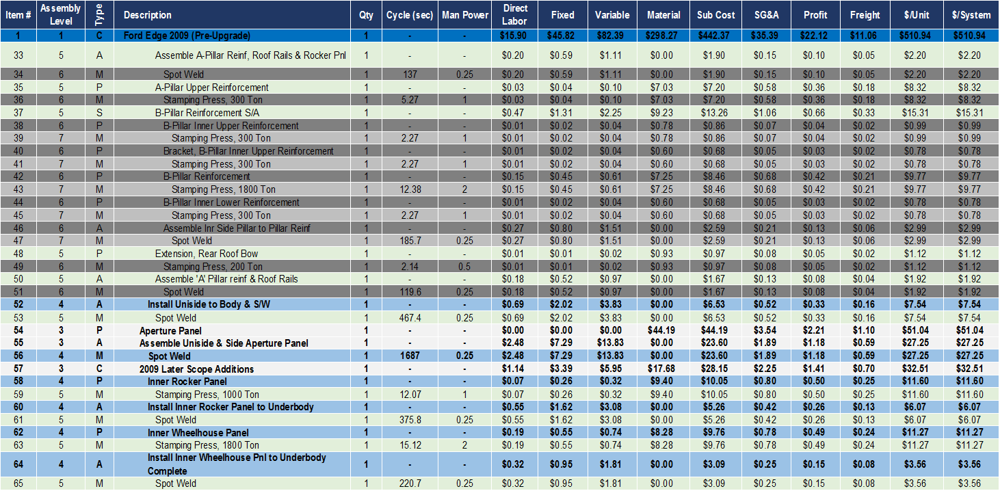 Item # Assembly Level Type Description Qty Cycle (sec) Man Power Direct Labor Fixed Variable Material Sub Cost SG&A Profit Freight $/Unit $/System
1 1 C Ford Edge 2009 (Pre-Upgrade) 1 - - $15.90 $45.82 $82.39 $298.27 $442.37 $35.39 $22.12 $11.06 $510.94 $510.94
33 5 A Assemble A-Pillar Reinf, Roof Rails & Rocker Pnl 1 - - $0.20 $0.59 $1.11 $0.00 $1.90 $0.15 $0.10 $0.05 $2.20 $2.20
34 6 M Spot Weld 1 137 0.25 $0.20 $0.59 $1.11 $0.00 $1.90 $0.15 $0.10 $0.05 $2.20 $2.20
35 5 P A-Pillar Upper Reinforcement 1 - - $0.03 $0.04 $0.10 $7.03 $7.20 $0.58 $0.36 $0.18 $8.32 $8.32
36 6 M Stamping Press, 300 Ton 1 5.27 1 $0.03 $0.04 $0.10 $7.03 $7.20 $0.58 $0.36 $0.18 $8.32 $8.32
37 5 S B-Pillar Reinforcement S/A 1 - - $0.47 $1.31 $2.25 $9.23 $13.26 $1.06 $0.66 $0.33 $15.31 $15.31
38 6 P B-Pillar Inner Upper Reinforcement 1 - - $0.01 $0.02 $0.04 $0.78 $0.86 $0.07 $0.04 $0.02 $0.99 $0.99
39 7 M Stamping Press, 300 Ton 1 2.27 1 $0.01 $0.02 $0.04 $0.78 $0.86 $0.07 $0.04 $0.02 $0.99 $0.99
40 6 P Bracket, B-Pillar Inner Upper Reinforcement 1 - - $0.01 $0.02 $0.04 $0.60 $0.68 $0.05 $0.03 $0.02 $0.78 $0.78
41 7 M Stamping Press, 300 Ton 1 2.27 1 $0.01 $0.02 $0.04 $0.60 $0.68 $0.05 $0.03 $0.02 $0.78 $0.78
42 6 P B-Pillar Reinforcement 1 - - $0.15 $0.45 $0.61 $7.25 $8.46 $0.68 $0.42 $0.21 $9.77 $9.77
43 7 M Stamping Press, 1800 Ton 1 12.38 2 $0.15 $0.45 $0.61 $7.25 $8.46 $0.68 $0.42 $0.21 $9.77 $9.77
44 6 P B-Pillar Inner Lower Reinforcement 1 - - $0.01 $0.02 $0.04 $0.60 $0.68 $0.05 $0.03 $0.02 $0.78 $0.78
45 7 M Stamping Press, 300 Ton 1 2.27 1 $0.01 $0.02 $0.04 $0.60 $0.68 $0.05 $0.03 $0.02 $0.78 $0.78
46 6 A Assemble Inr Side Pillar to Pillar Reinf 1 - - $0.27 $0.80 $1.51 $0.00 $2.59 $0.21 $0.13 $0.06 $2.99 $2.99
47 7 M Spot Weld 1 185.7 0.25 $0.27 $0.80 $1.51 $0.00 $2.59 $0.21 $0.13 $0.06 $2.99 $2.99
48 5 P Extension, Rear Roof Bow 1 - - $0.01 $0.01 $0.02 $0.93 $0.97 $0.08 $0.05 $0.02 $1.12 $1.12
49 6 M Stamping Press, 200 Ton 1 2.14 0.5 $0.01 $0.01 $0.02 $0.93 $0.97 $0.08 $0.05 $0.02 $1.12 $1.12
50 5 A Assemble 'A' Pillar reinf & Roof Rails 1 - - $0.18 $0.52 $0.97 $0.00 $1.67 $0.13 $0.08 $0.04 $1.92 $1.92
51 6 M Spot Weld 1 119.6 0.25 $0.18 $0.52 $0.97 $0.00 $1.67 $0.13 $0.08 $0.04 $1.92 $1.92
52 4 A Install Uniside to Body & S/W 1 - - $0.69 $2.02 $3.83 $0.00 $6.53 $0.52 $0.33 $0.16 $7.54 $7.54
53 5 M Spot Weld 1 467.4 0.25 $0.69 $2.02 $3.83 $0.00 $6.53 $0.52 $0.33 $0.16 $7.54 $7.54
54 3 P Aperture Panel 1 - - $0.00 $0.00 $0.00 $44.19 $44.19 $3.54 $2.21 $1.10 $51.04 $51.04
55 3 A Assemble Uniside & Side Aperture Panel 1 - - $2.48 $7.29 $13.83 $0.00 $23.60 $1.89 $1.18 $0.59 $27.25 $27.25
56 4 M Spot Weld 1 1687 0.25 $2.48 $7.29 $13.83 $0.00 $23.60 $1.89 $1.18 $0.59 $27.25 $27.25
57 3 C 2009 Later Scope Additions 1 - - $1.14 $3.39 $5.95 $17.68 $28.15 $2.25 $1.41 $0.70 $32.51 $32.51
58 4 P Inner Rocker Panel 1 - - $0.07 $0.26 $0.32 $9.40 $10.05 $0.80 $0.50 $0.25 $11.60 $11.60
59 5 M Stamping Press, 1000 Ton 1 12.07 1 $0.07 $0.26 $0.32 $9.40 $10.05 $0.80 $0.50 $0.25 $11.60 $11.60
60 4 A Install Inner Rocker Panel to Underbody 1 - - $0.55 $1.62 $3.08 $0.00 $5.26 $0.42 $0.26 $0.13 $6.07 $6.07
61 5 M Spot Weld 1 375.8 0.25 $0.55 $1.62 $3.08 $0.00 $5.26 $0.42 $0.26 $0.13 $6.07 $6.07
62 4 P Inner Wheelhouse Panel 1 - - $0.19 $0.55 $0.74 $8.28 $9.76 $0.78 $0.49 $0.24 $11.27 $11.27
63 5 M Stamping Press, 1800 Ton 1 15.12 2 $0.19 $0.55 $0.74 $8.28 $9.76 $0.78 $0.49 $0.24 $11.27 $11.27
64 4 A Install Inner Wheelhouse Pnl to Underbody Complete 1 - - $0.32 $0.95 $1.81 $0.00 $3.09 $0.25 $0.15 $0.08 $3.56 $3.56
65 5 M Spot Weld 1 220.7 0.25 $0.32 $0.95 $1.81 $0.00 $3.09 $0.25 $0.15 $0.08 $3.56 $3.56